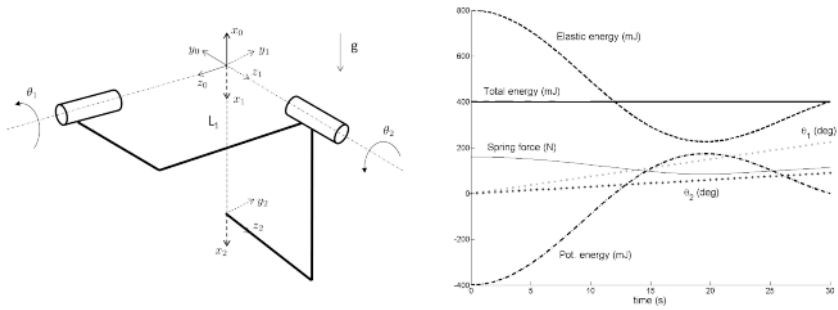 x₀
y₀
y₁
g
z₀
z₁
θ₁
x₁
L₁
θ₂
y₂
z₂
x₂
800
600
400
200
0
-200
-400
Elastic energy (mJ)
Total energy (mJ)
θ₁ (deg)
Spring force (N)
θ₂ (deg)
Pot. energy (mJ)
0 5 10 15 20 25 30
time (s)